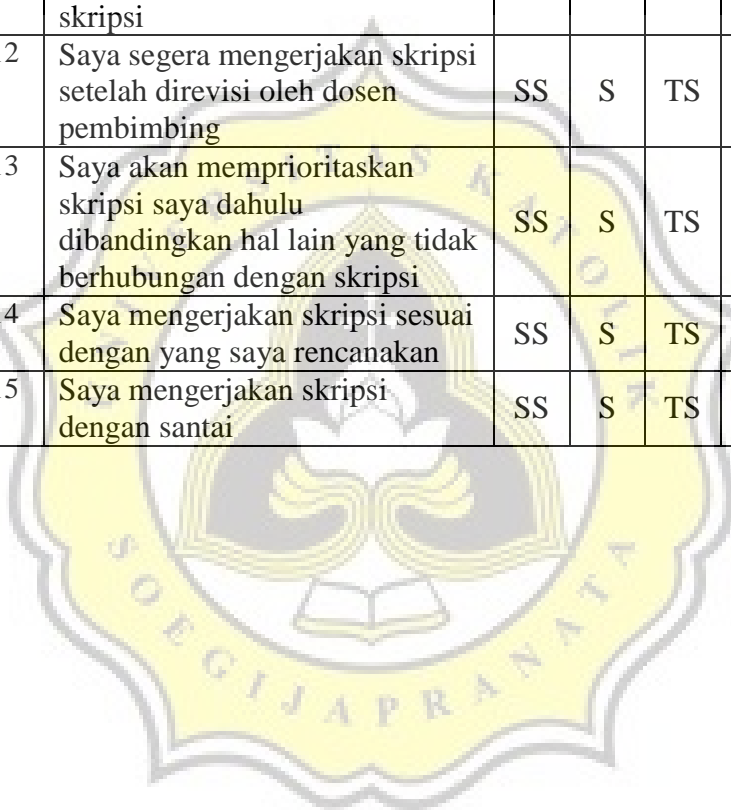 skripsi
2 Saya segera mengerjakan skripsi
setelah direvisi oleh dosen
pembimbing
SS S TS
3 Saya akan memprioritaskan
skripsi saya dahulu
dibandingkan hal lain yang tidak
berhubungan dengan skripsi
SS S TS
4 Saya mengerjakan skripsi sesuai
dengan yang saya rencanakan
SS S TS
5 Saya mengerjakan skripsi
dengan santai
SS S TS
KATOLIK
SOEGIJAPRANATA